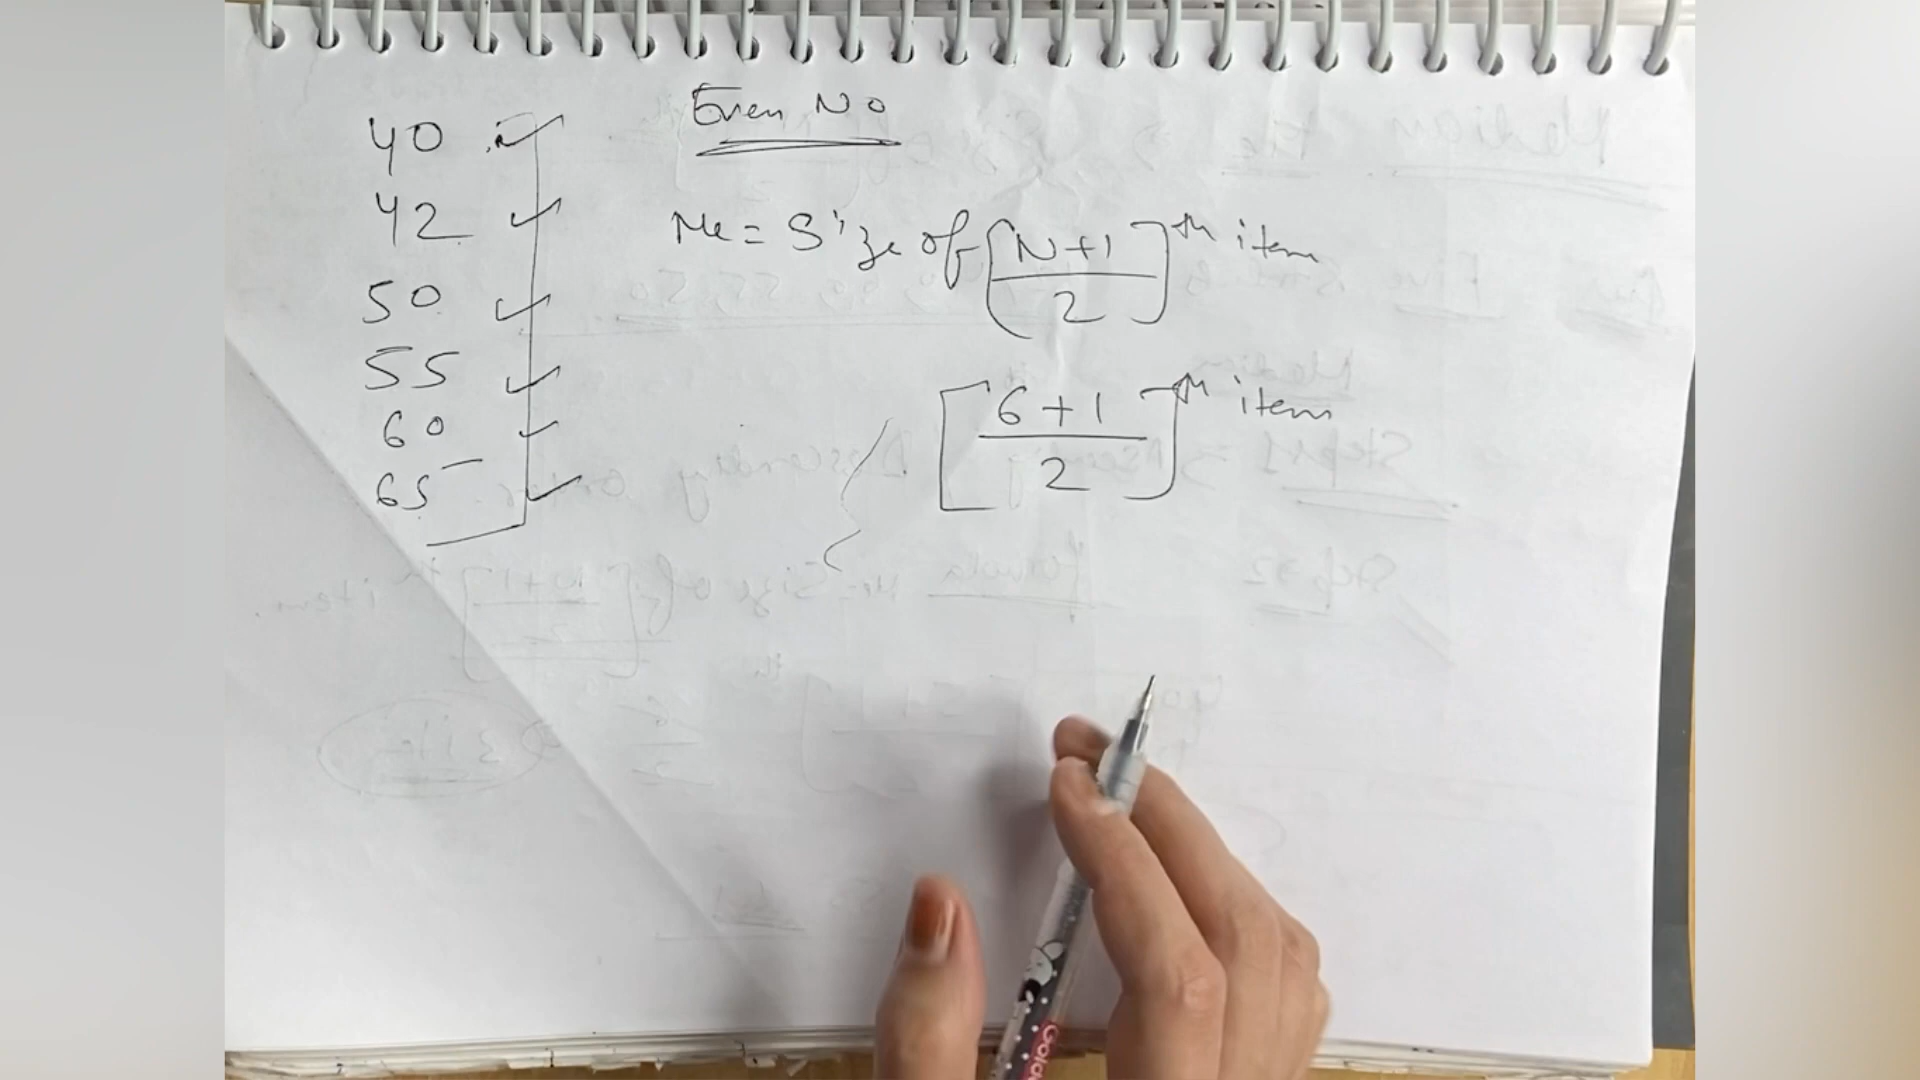 Even No
40
42
50
55
60
65
Me = Size of [N+1/2]th item
[6+1/2]th item